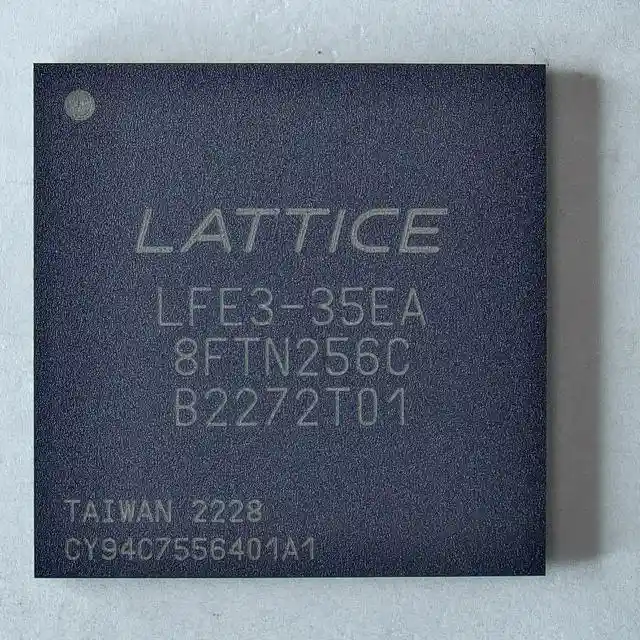 LATTICE
LFE3-35EA
8FTN256C
B2272T01
TAIWAN 2228
CY94C7556401A1